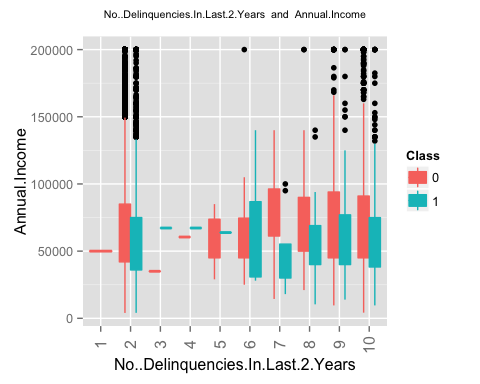 No..Delinquencies.In.Last.2.Years and Annual.Income
200000
150000
100000
50000
0
Annual.Income
1 2 3 4 5 6 7 8 9 10
No..Delinquencies.In.Last.2.Years
Class
0
1